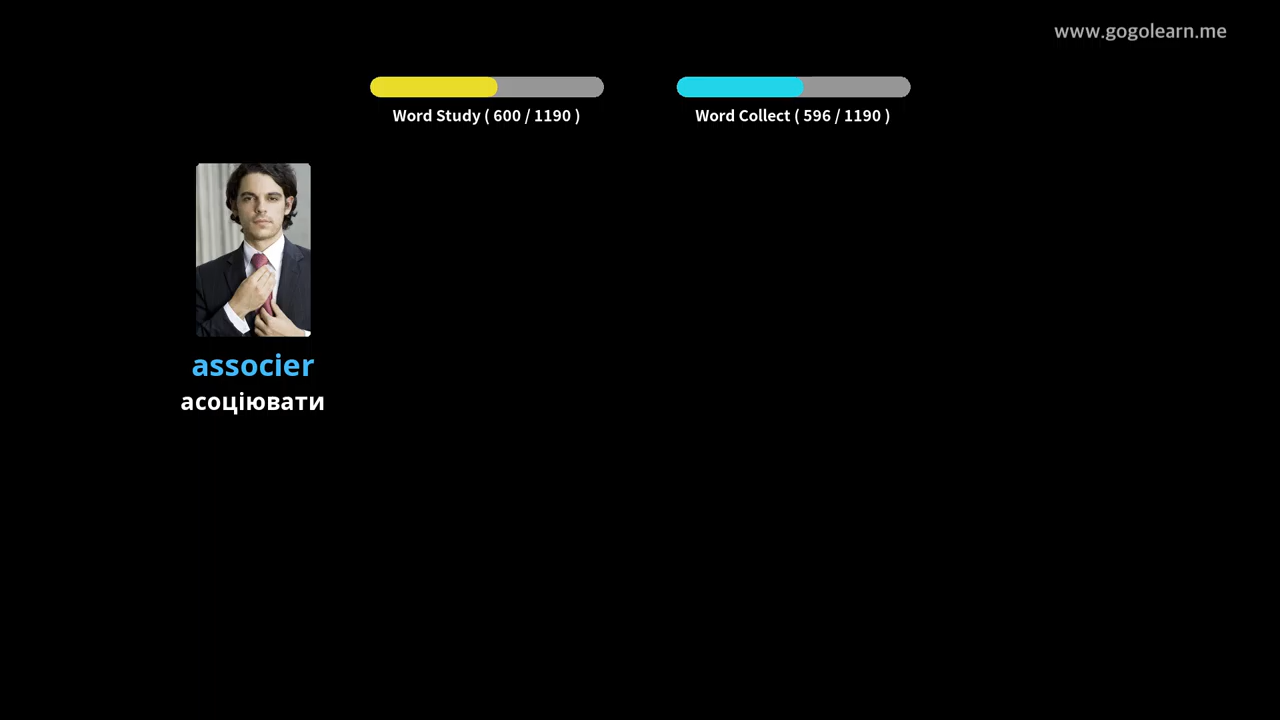 www.gogolearn.me
Word Study ( 600 / 1190 )
Word Collect ( 596 / 1190 )
associer
асоціювати